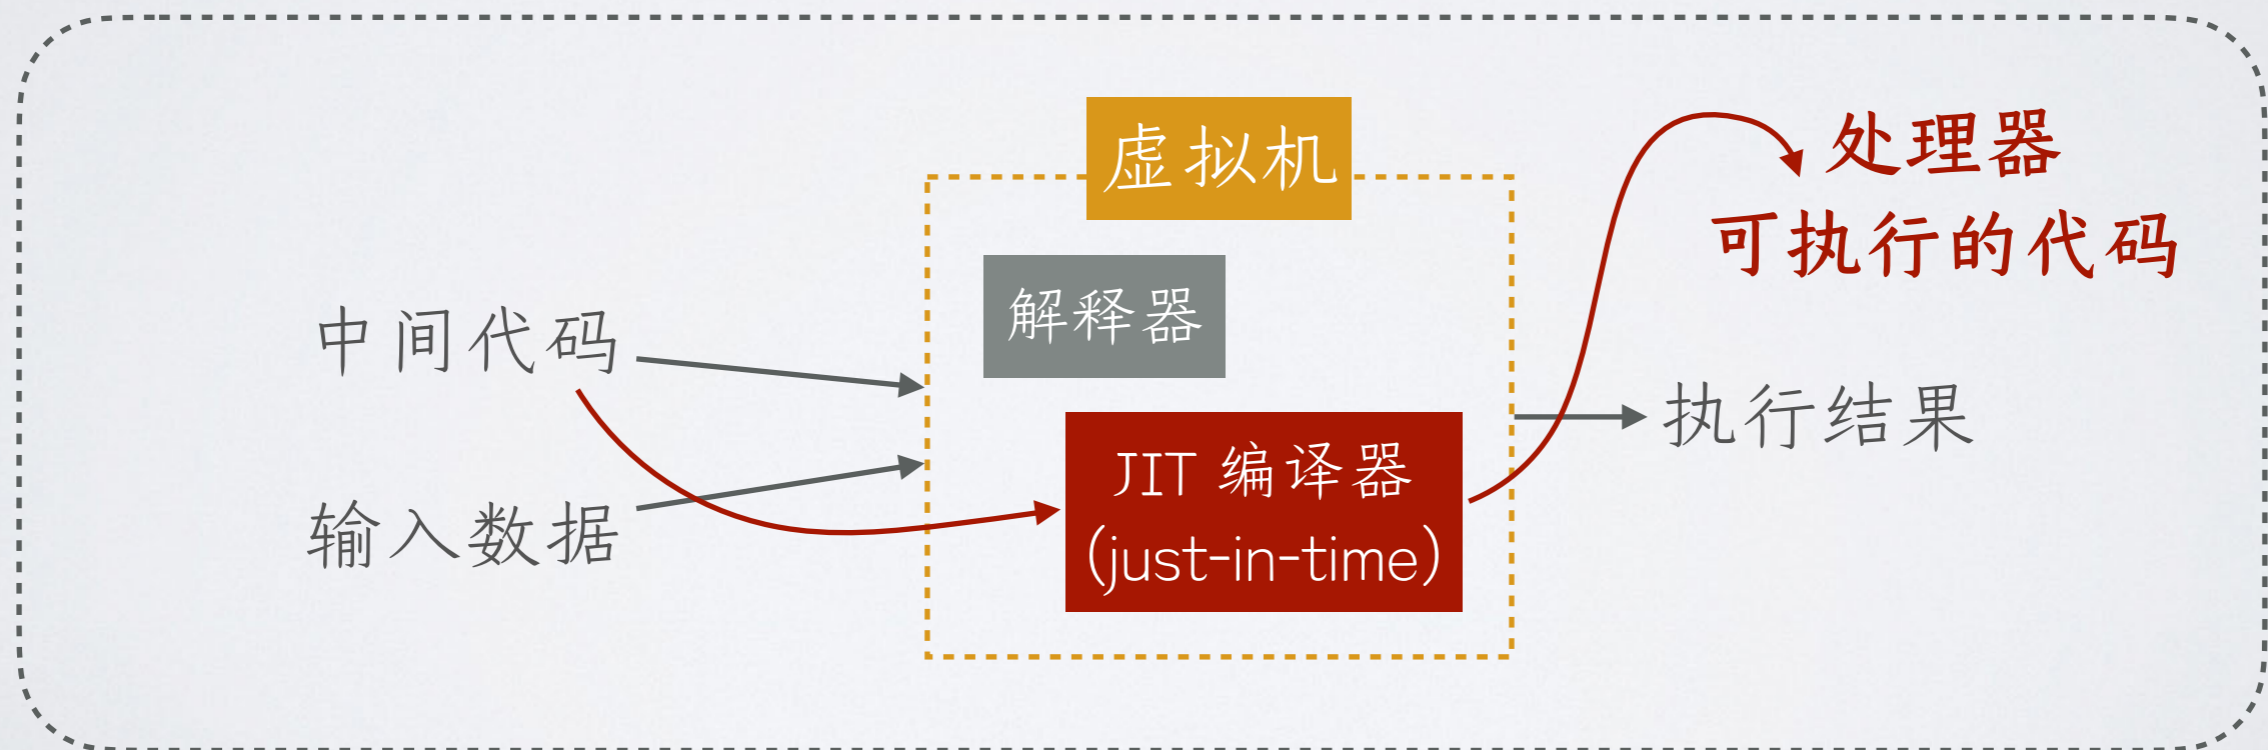 虚拟机
处理器
可执行的代码
解释器
中间代码
执行结果
JIT 编译器
(just-in-time)
输入数据